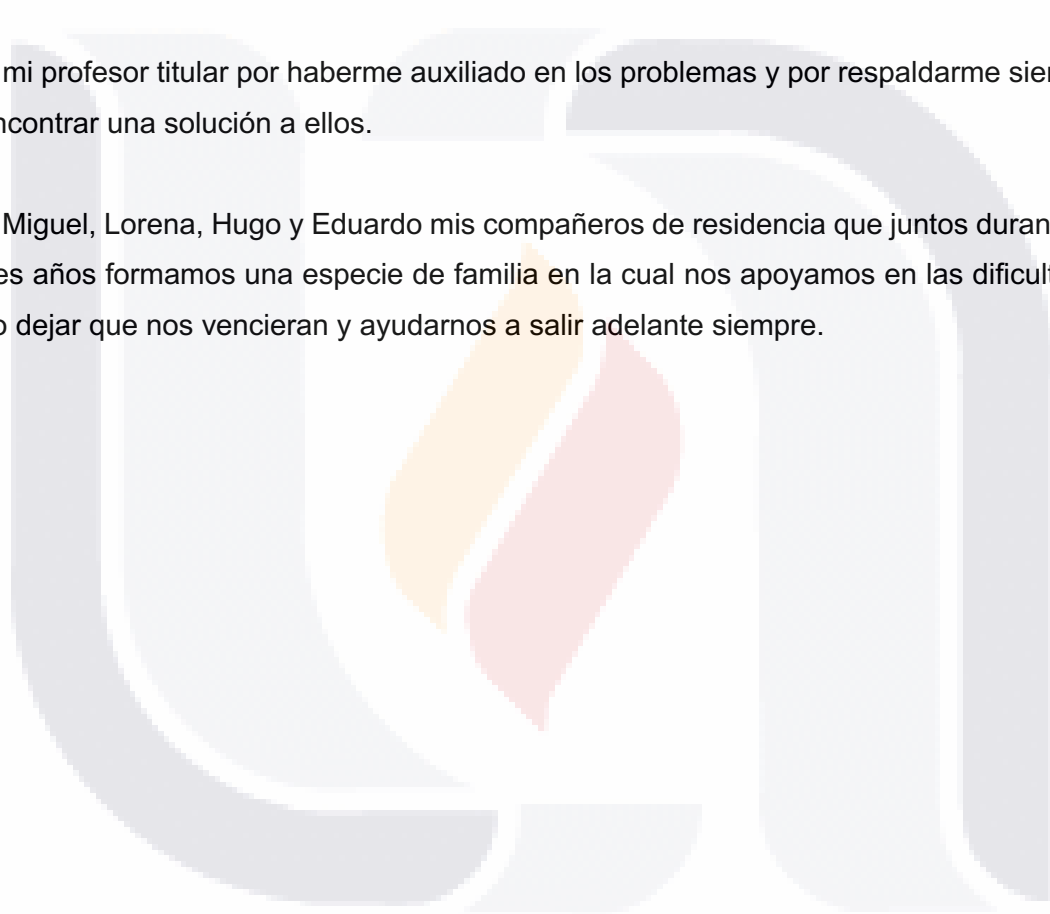 mi profesor titular por haberme auxiliado en los problemas y por respaldarme sie
ncontrar una solución a ellos.
Miguel, Lorena, Hugo y Eduardo mis compañeros de residencia que juntos duran
es años formamos una especie de familia en la cual nos apoyamos en las dificult
o dejar que nos vencieran y ayudarnos a salir adelante siempre.